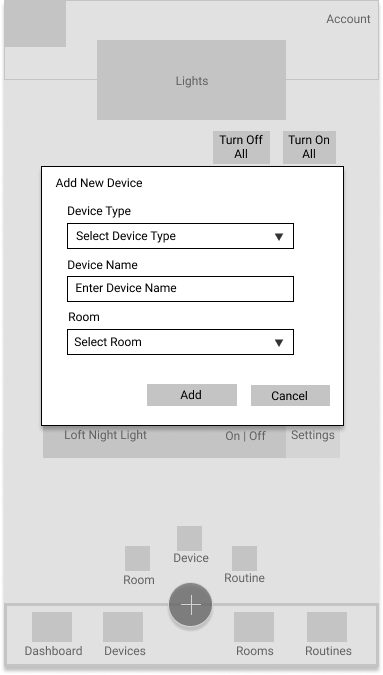 Account
Lights
Turn Off
All
Turn On
All
Add New Device
Device Type
Select Device Type
Device Name
Enter Device Name
Room
Select Room
Add
Cancel
Loft Night Light
On | Off
Settings
Device
Room
Routine
Dashboard
Devices
Rooms
Routines